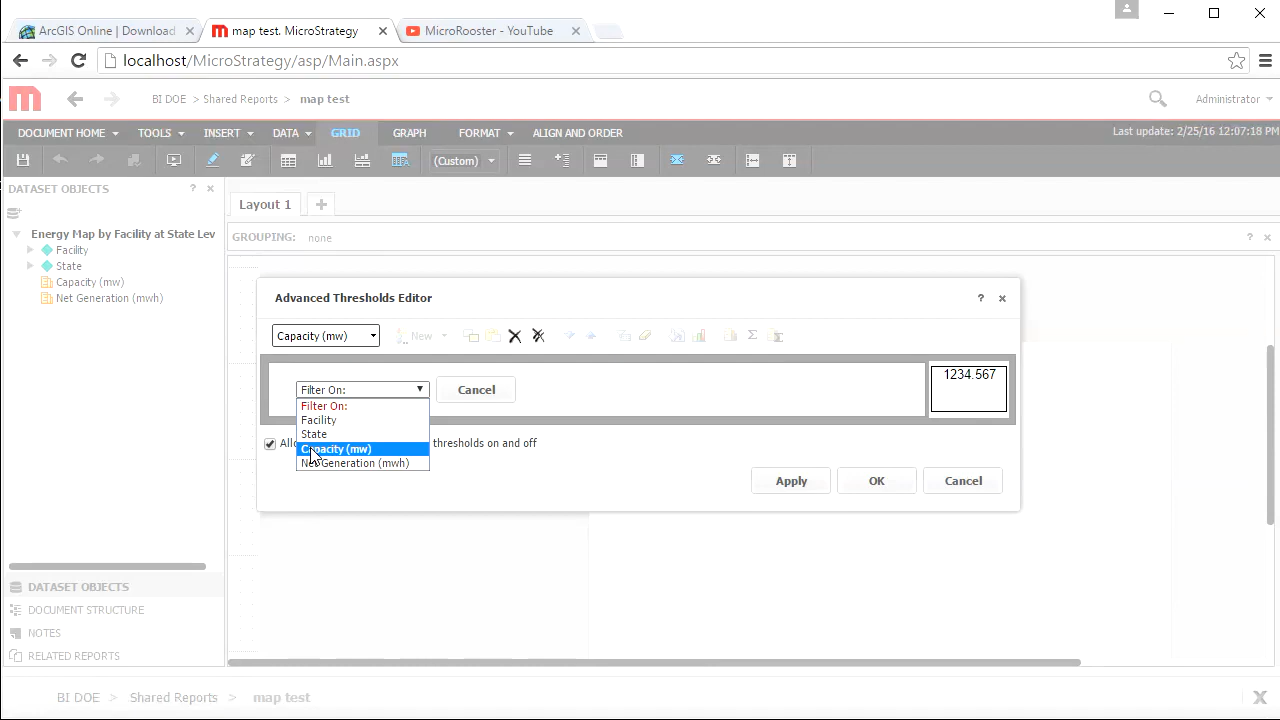 ArcGIS Online | Download
map test. MicroStrategy
MicroRooster - YouTube
localhost/MicroStrategy/asp/Main.aspx
BI DOE > Shared Reports > map test
Administrator
DOCUMENT HOME TOOLS INSERT DATA GRID GRAPH FORMAT ALIGN AND ORDER
Last update: 2/25/16 12:07:18 PM
(Custom)
DATASET OBJECTS ? ×
Layout 1 +
Energy Map by Facility at State Lev
GROUPING: none ? ×
Facility
State
Capacity (mw)
Net Generation (mwh)
Advanced Thresholds Editor ? ×
Capacity (mw)
New
Filter On:
Cancel
1234.567
Filter On:
Facility
State
Capacity (mw)
Net Generation (mwh)
thresholds on and off
Apply OK Cancel
DATASET OBJECTS
DOCUMENT STRUCTURE
NOTES
RELATED REPORTS
BI DOE > Shared Reports > map test